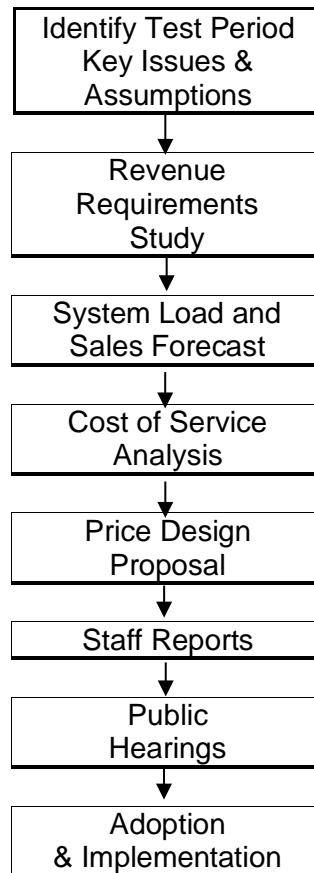 Identify Test Period
Key Issues &
Assumptions
Revenue
Requirements
Study
System Load and
Sales Forecast
Cost of Service
Analysis
Price Design
Proposal
Staff Reports
Public
Hearings
Adoption
& Implementation